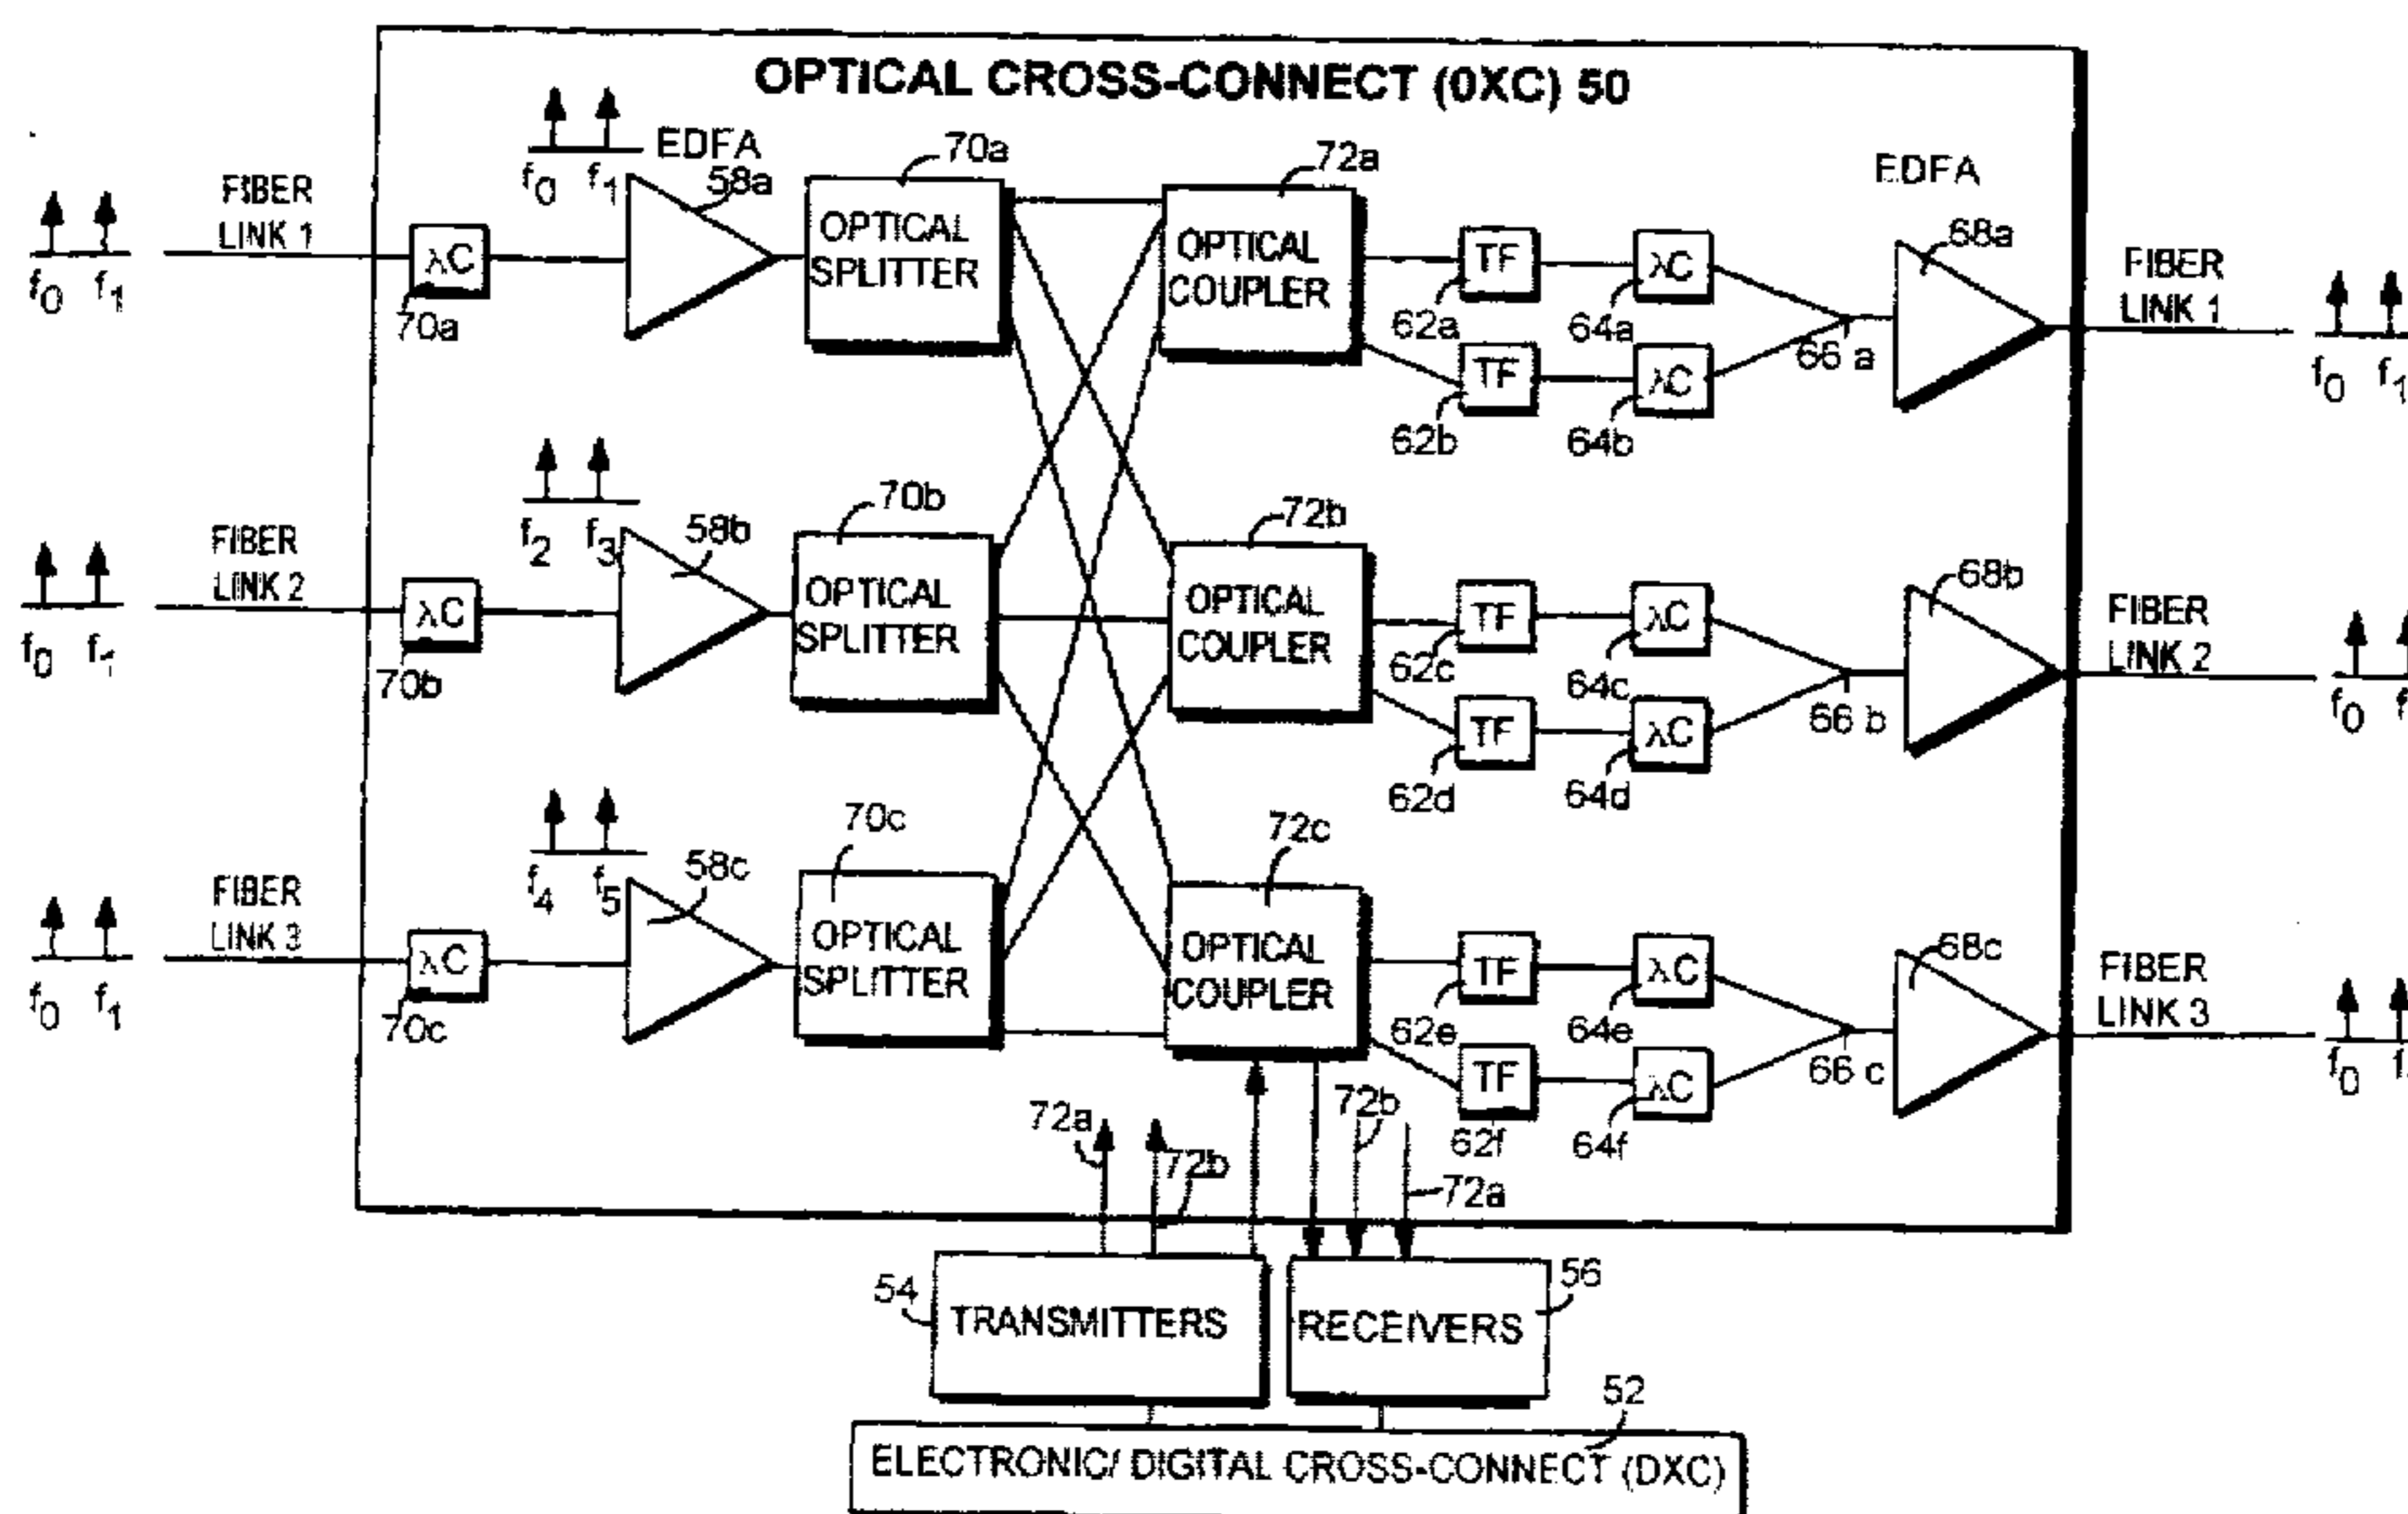 OPTICAL CROSS-CONNECT (0XC) 50
f0 f1
FIBER
LINK 1
λC
70a
f0 f1
EDFA
58a
70a
OPTICAL
SPLITTER
72a
OPTICAL
COUPLER
TF
62a
λC
64a
TF
62b
λC
64b
66 a
EDFA
68a
FIBER
LINK 1
f0 f1
f0 f1
FIBER
LINK 2
λC
70b
f2 f3
58b
70b
OPTICAL
SPLITTER
72b
OPTICAL
COUPLER
TF
62c
λC
64c
TF
62d
λC
64d
66 b
68b
FIBER
LINK 2
f0 f
f0 f1
FIBER
LINK 3
λC
70c
f4 f5
58c
70c
OPTICAL
SPLITTER
72c
OPTICAL
COUPLER
TF
62e
λC
64e
TF
62f
λC
64f
66 c
68c
FIBER
LINK 3
f0 f
72a
72b
72b
72a
54
TRANSMITTERS
RECEIVERS
56
52
ELECTRONIC/ DIGITAL CROSS-CONNECT (DXC)